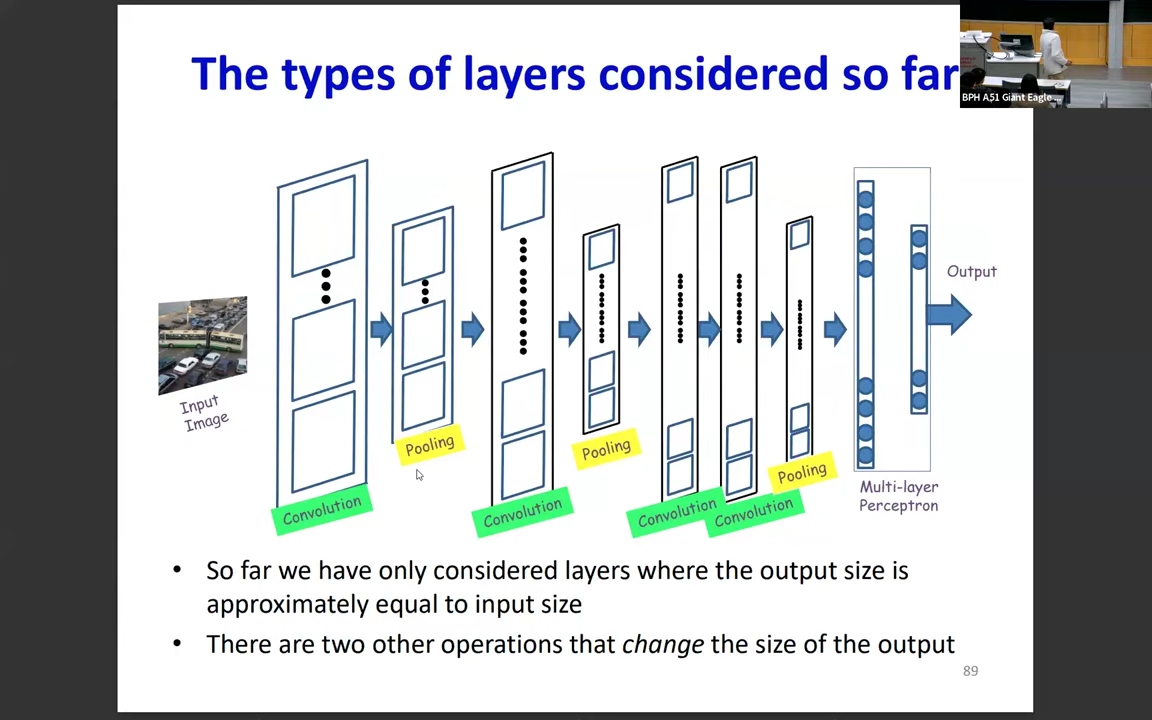 The types of layers considered so far
BPH A51 Giant Eagle ...
Input
Image
Convolution
Pooling
Convolution
Pooling
Convolution
Convolution
Pooling
Multi-layer
Perceptron
Output
• So far we have only considered layers where the output size is
approximately equal to input size
• There are two other operations that change the size of the output
89